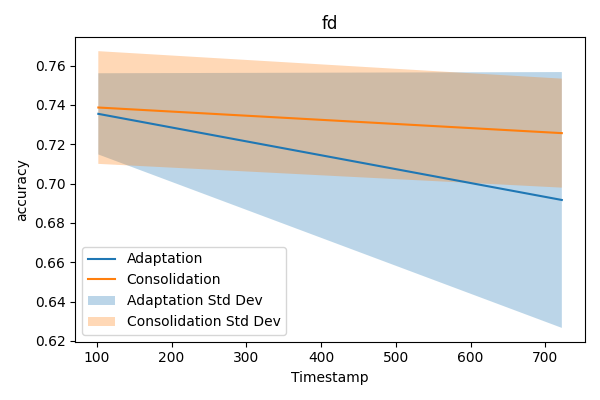 fd
accuracy
0.76
0.74
0.72
0.70
0.68
0.66
0.64
0.62
Adaptation
Consolidation
Adaptation Std Dev
Consolidation Std Dev
100 200 300 400 500 600 700
Timestamp